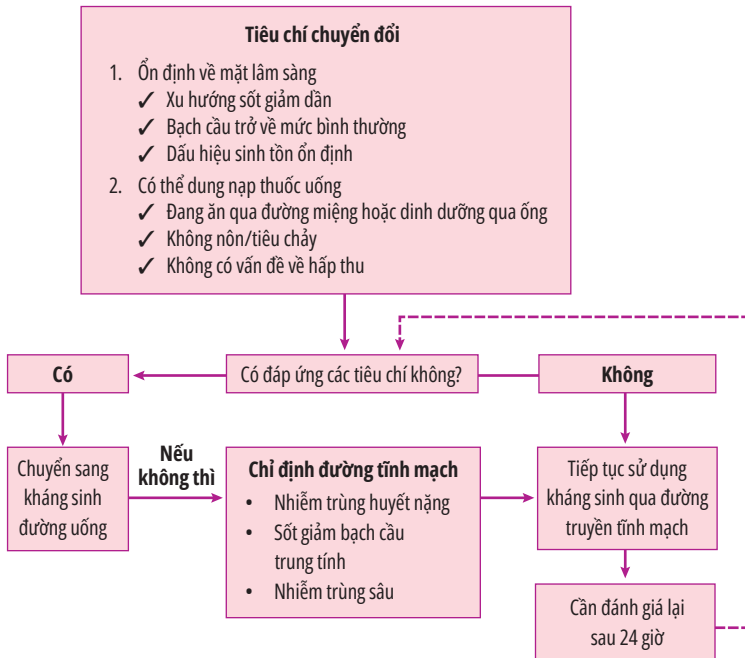 Tiêu chí chuyển đổi
1. Ổn định về mặt lâm sàng
✓ Xu hướng sốt giảm dần
✓ Bạch cầu trở về mức bình thường
✓ Dấu hiệu sinh tồn ổn định
2. Có thể dung nạp thuốc uống
✓ Đang ăn qua đường miệng hoặc dinh dưỡng qua ống
✓ Không nôn/tiêu chảy
✓ Không có vấn đề về hấp thu
Có
Có đáp ứng các tiêu chí không?
Không
Chuyển sang
kháng sinh
đường uống
Nếu
không thì
Chỉ định đường tĩnh mạch
• Nhiễm trùng huyết nặng
• Sốt giảm bạch cầu
trung tính
• Nhiễm trùng sâu
Tiếp tục sử dụng
kháng sinh qua đường
truyền tĩnh mạch
Cần đánh giá lại
sau 24 giờ